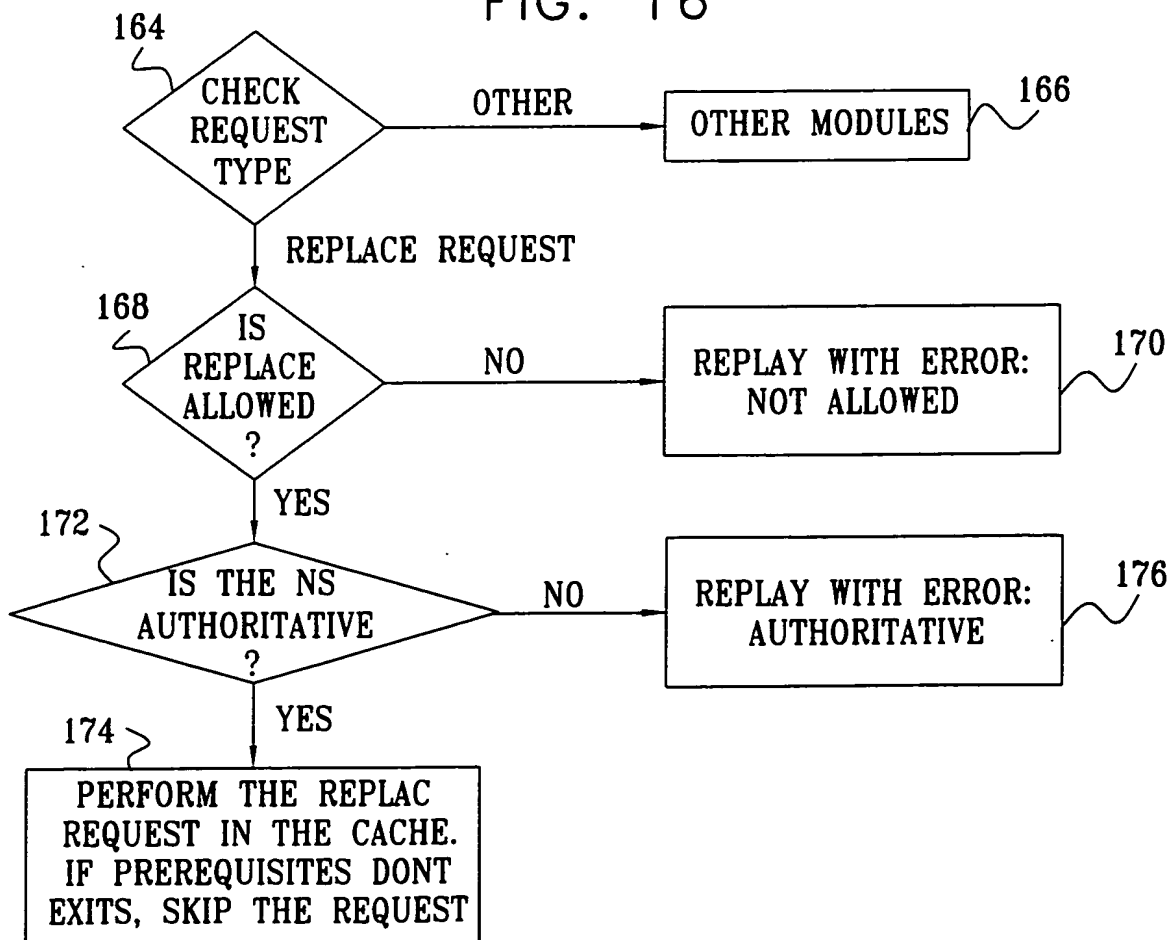 FIG. 16
164
CHECK
REQUEST
TYPE
OTHER
OTHER MODULES
166
REPLACE REQUEST
168
IS
REPLACE
ALLOWED
?
NO
REPLAY WITH ERROR:
NOT ALLOWED
170
YES
172
IS THE NS
AUTHORITATIVE
?
NO
REPLAY WITH ERROR:
AUTHORITATIVE
176
YES
174
PERFORM THE REPLAC
REQUEST IN THE CACHE.
IF PREREQUISITES DONT
EXITS, SKIP THE REQUEST